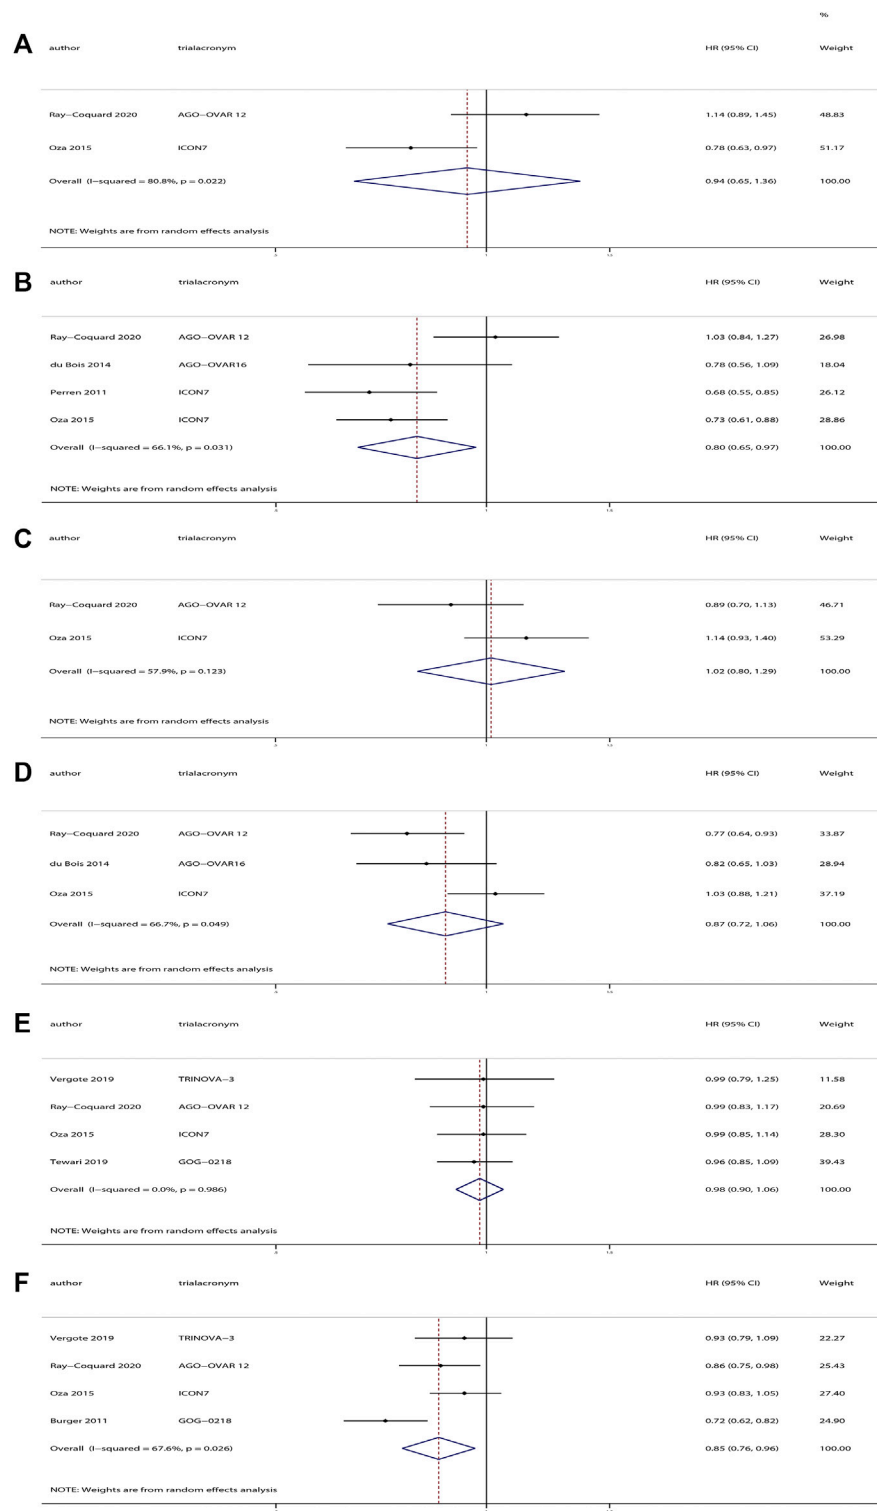 %
A author trialacronym HR (95% CI) Weight
Ray−Coquard 2020 AGO−OVAR 12 1.14 (0.89, 1.45) 48.83
Oza 2015 ICON7 0.78 (0.63, 0.97) 51.17
Overall (I−squared = 80.8%, p = 0.022) 0.94 (0.65, 1.36) 100.00
NOTE: Weights are from random effects analysis
1
B author trialacronym HR (95% CI) Weight
Ray−Coquard 2020 AGO−OVAR 12 1.03 (0.84, 1.27) 26.98
du Bois 2014 AGO−OVAR16 0.78 (0.56, 1.09) 18.04
Perren 2011 ICON7 0.68 (0.55, 0.85) 26.12
Oza 2015 ICON7 0.73 (0.61, 0.88) 28.86
Overall (I−squared = 66.1%, p = 0.031) 0.80 (0.65, 0.97) 100.00
NOTE: Weights are from random effects analysis
1
C author trialacronym HR (95% CI) Weight
Ray−Coquard 2020 AGO−OVAR 12 0.89 (0.70, 1.13) 46.71
Oza 2015 ICON7 1.14 (0.93, 1.40) 53.29
Overall (I−squared = 57.9%, p = 0.123) 1.02 (0.80, 1.29) 100.00
NOTE: Weights are from random effects analysis
1
D author trialacronym HR (95% CI) Weight
Ray−Coquard 2020 AGO−OVAR 12 0.77 (0.64, 0.93) 33.87
du Bois 2014 AGO−OVAR16 0.82 (0.65, 1.03) 28.94
Oza 2015 ICON7 1.03 (0.88, 1.21) 37.19
Overall (I−squared = 66.7%, p = 0.049) 0.87 (0.72, 1.06) 100.00
NOTE: Weights are from random effects analysis
1
E author trialacronym HR (95% CI) Weight
Vergote 2019 TRINOVA−3 0.99 (0.79, 1.25) 11.58
Ray−Coquard 2020 AGO−OVAR 12 0.99 (0.83, 1.17) 20.69
Oza 2015 ICON7 0.99 (0.85, 1.14) 28.30
Tewari 2019 GOG−0218 0.96 (0.85, 1.09) 39.43
Overall (I−squared = 0.0%, p = 0.986) 0.98 (0.90, 1.06) 100.00
NOTE: Weights are from random effects analysis
1
F author trialacronym HR (95% CI) Weight
Vergote 2019 TRINOVA−3 0.93 (0.79, 1.09) 22.27
Ray−Coquard 2020 AGO−OVAR 12 0.86 (0.75, 0.98) 25.43
Oza 2015 ICON7 0.93 (0.83, 1.05) 27.40
Burger 2011 GOG−0218 0.72 (0.62, 0.82) 24.90
Overall (I−squared = 67.6%, p = 0.026) 0.85 (0.76, 0.96) 100.00
NOTE: Weights are from random effects analysis